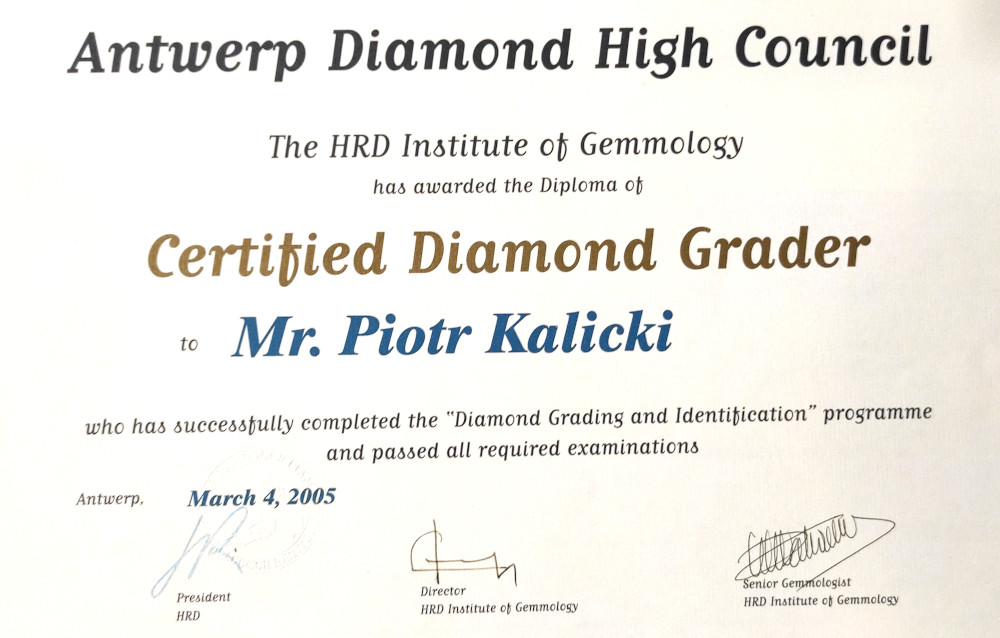 Antwerp Diamond High Council
The HRD Institute of Gemmology
has awarded the Diploma of
Certified Diamond Grader
to Mr. Piotr Kalicki
who has successfully completed the "Diamond Grading and Identification" programme
and passed all required examinations
Antwerp, March 4, 2005
President
HRD
Director
HRD Institute of Gemmology
Senior Gemmologist
HRD Institute of Gemmology